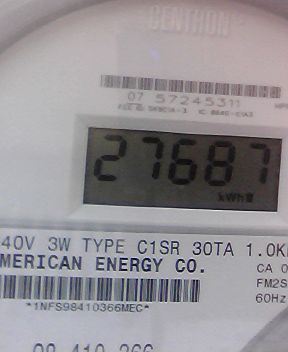 CENTRON
07 57245311
27687
kWh
40V 3W TYPE C1SR 30TA 1.0K
MERICAN ENERGY CO.
CA 0
FM2S
60Hz
*1NFS98410366MEC*